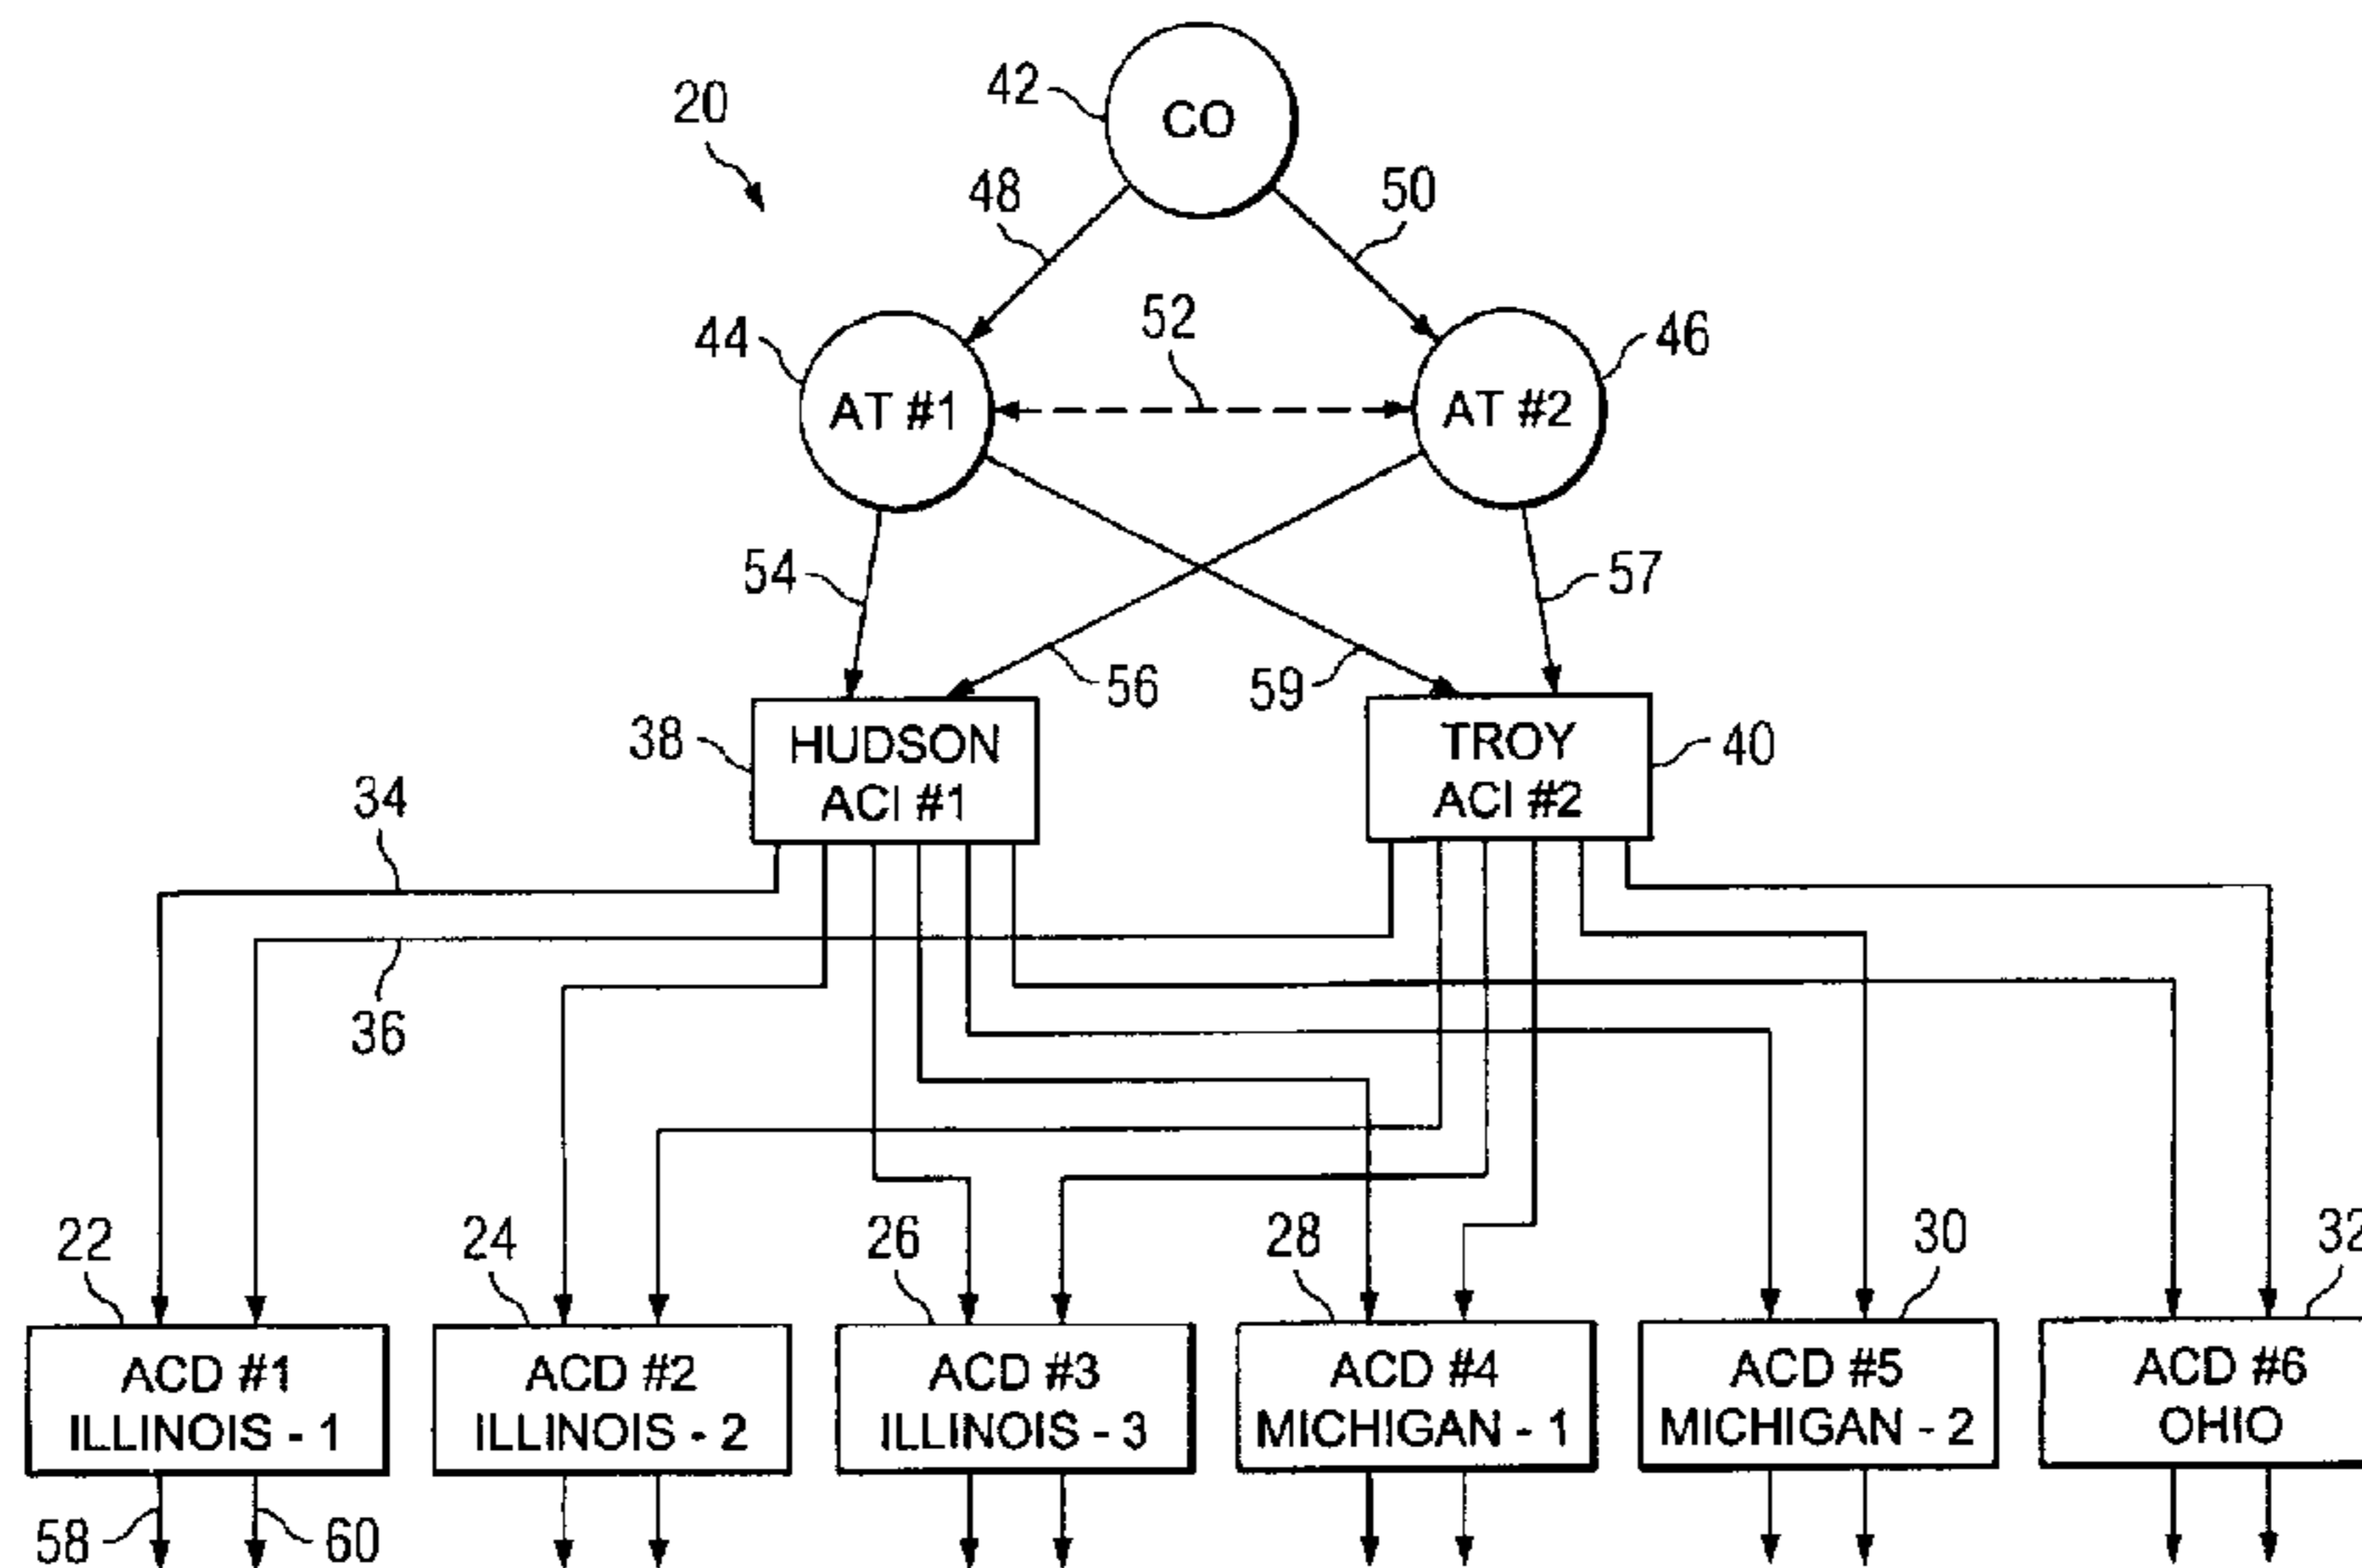 42
CO
20
48
50
52
44
46
AT #1
AT #2
54
57
56
59
38
HUDSON
ACI #1
TROY
ACI #2
40
34
36
22
24
26
28
30
32
ACD #1
ILLINOIS - 1
ACD #2
ILLINOIS - 2
ACD #3
ILLINOIS - 3
ACD #4
MICHIGAN - 1
ACD #5
MICHIGAN - 2
ACD #6
OHIO
58
60